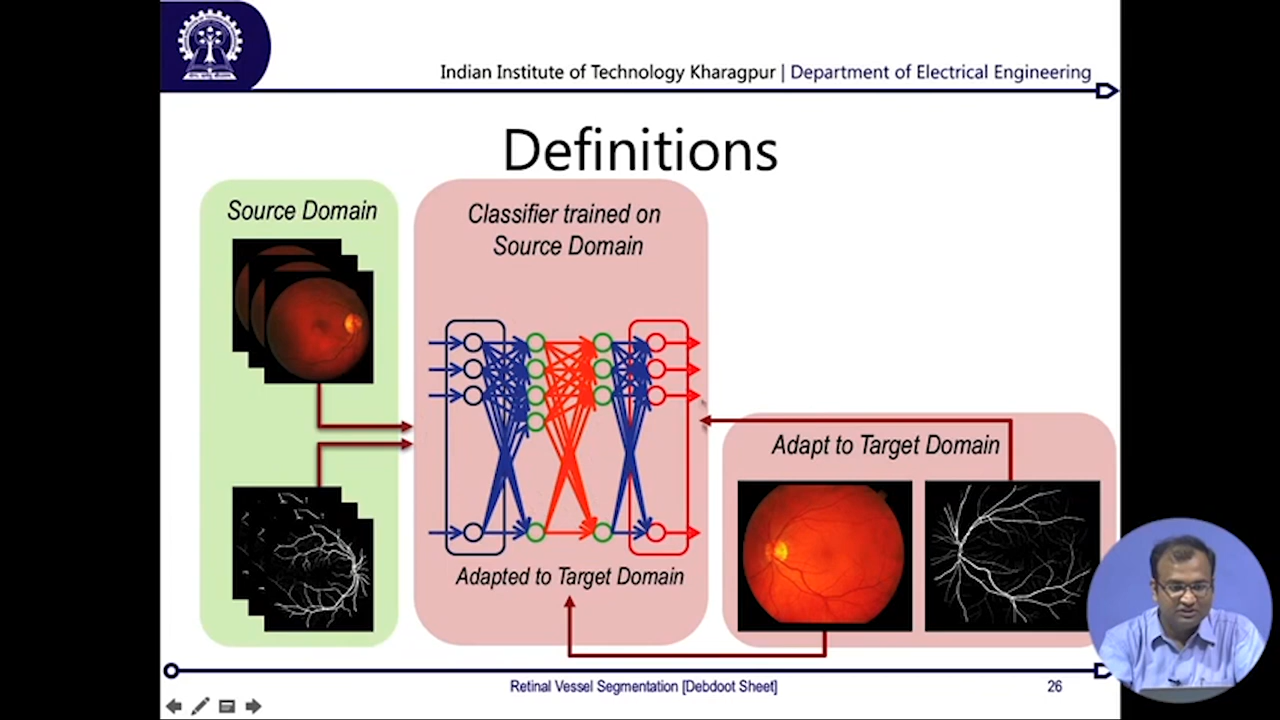 Indian Institute of Technology Kharagpur | Department of Electrical Engineering
Definitions
Source Domain
Classifier trained on
Source Domain
Adapted to Target Domain
Adapt to Target Domain
Retinal Vessel Segmentation [Debdoot Sheet]
26